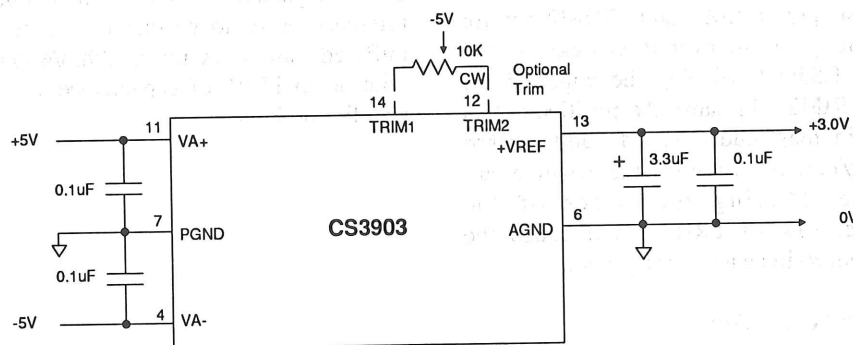 -5V
10K
CW
Optional
Trim
14
12
TRIM1
TRIM2
+5V
11
VA+
0.1uF
7
PGND
0.1uF
-5V
4
VA-
CS3903
+VREF
13
+3.0V
+
3.3uF
0.1uF
AGND
6
0V